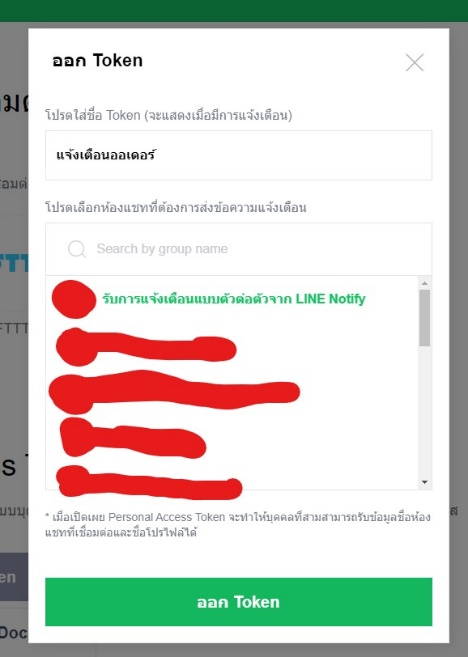 ออก Token
โปรดใส่ชื่อ Token (จะแสดงเมื่อมีการแจ้งเตือน)
แจ้งเตือนออเดอร์
โปรดเลือกห้องแชทที่ต้องการส่งข้อความแจ้งเตือน
Search by group name
รับการแจ้งเตือนแบบตัวต่อตัวจาก LINE Notify
* เมื่อเปิดเผย Personal Access Token จะทำให้บุคคลที่สามสามารถรับข้อมูลชื่อห้อง
แชทที่เชื่อมต่อและชื่อโปรไฟล์ได้
ออก Token